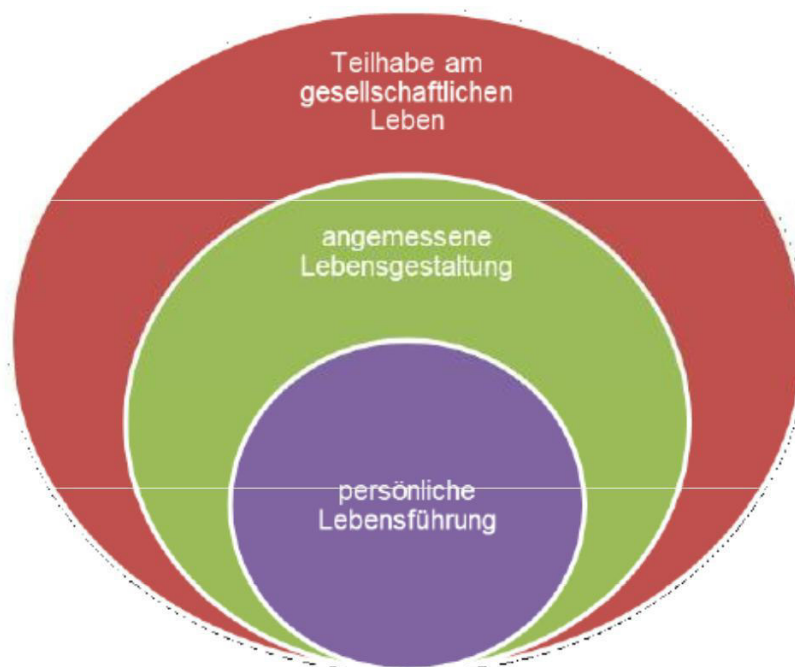 Teilhabe am
gesellschaftlichen
Leben
angemessene
Lebensgestaltung
persönliche
Lebensführung